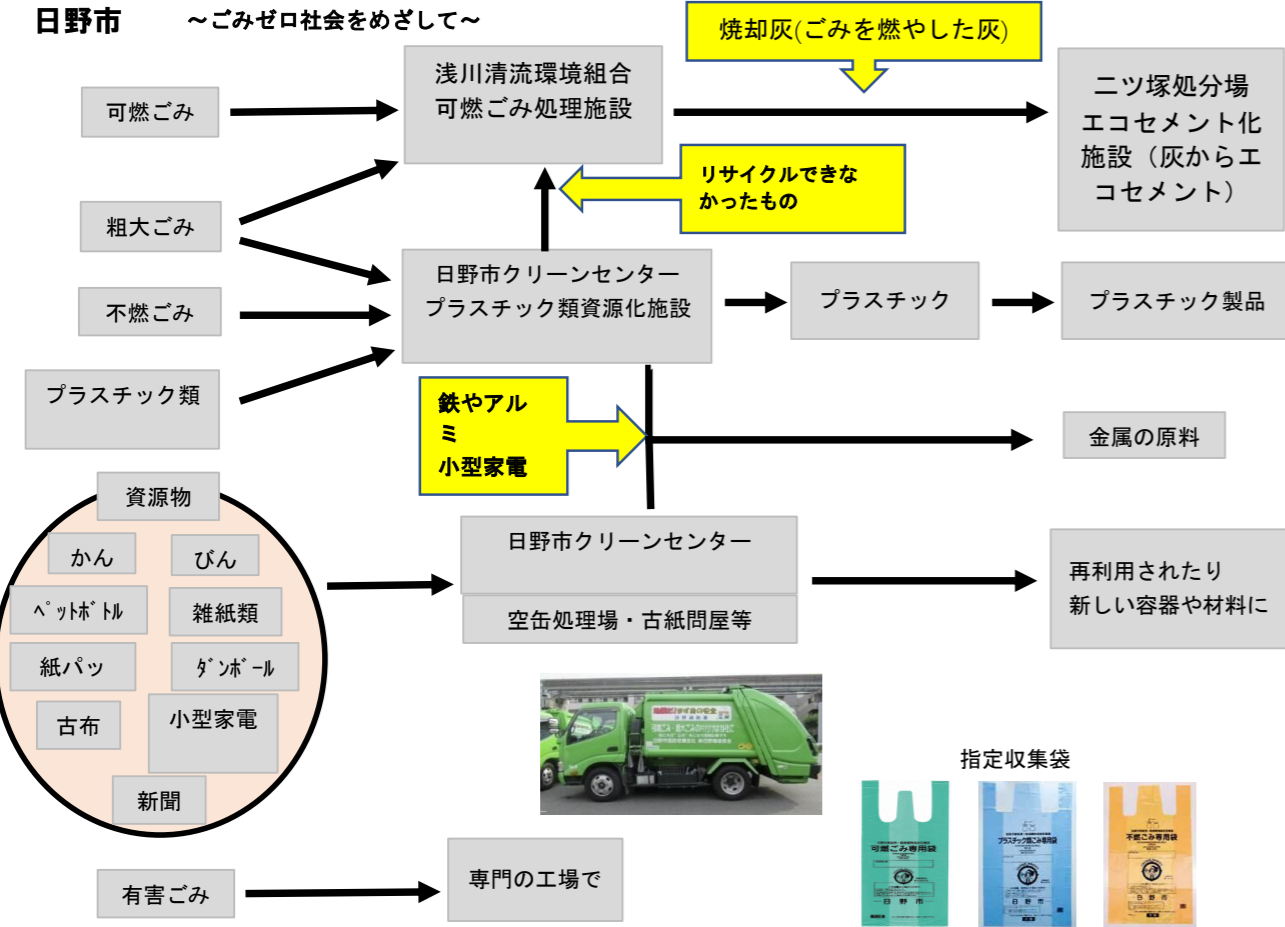 日野市　～ごみゼロ社会をめざして～
焼却灰(ごみを燃やした灰)
可燃ごみ
浅川清流環境組合
可燃ごみ処理施設
二ツ塚処分場
エコセメント化
施設（灰からエ
コセメント）
リサイクルできな
かったもの
粗大ごみ
日野市クリーンセンター
プラスチック類資源化施設
プラスチック
プラスチック製品
不燃ごみ
プラスチック類
鉄やアル
ミ
小型家電
金属の原料
資源物
かん
びん
ﾍﾟｯﾄﾎﾞﾄﾙ
雑紙類
紙パッ
ﾀﾞﾝﾎﾞｰﾙ
古布
小型家電
新聞
日野市クリーンセンター
空缶処理場・古紙問屋等
再利用されたり
新しい容器や材料に
指定収集袋
可燃ごみ専用袋
日野市
プラスチック類ごみ専用袋
日野市
不燃ごみ専用袋
日野市
有害ごみ
専門の工場で